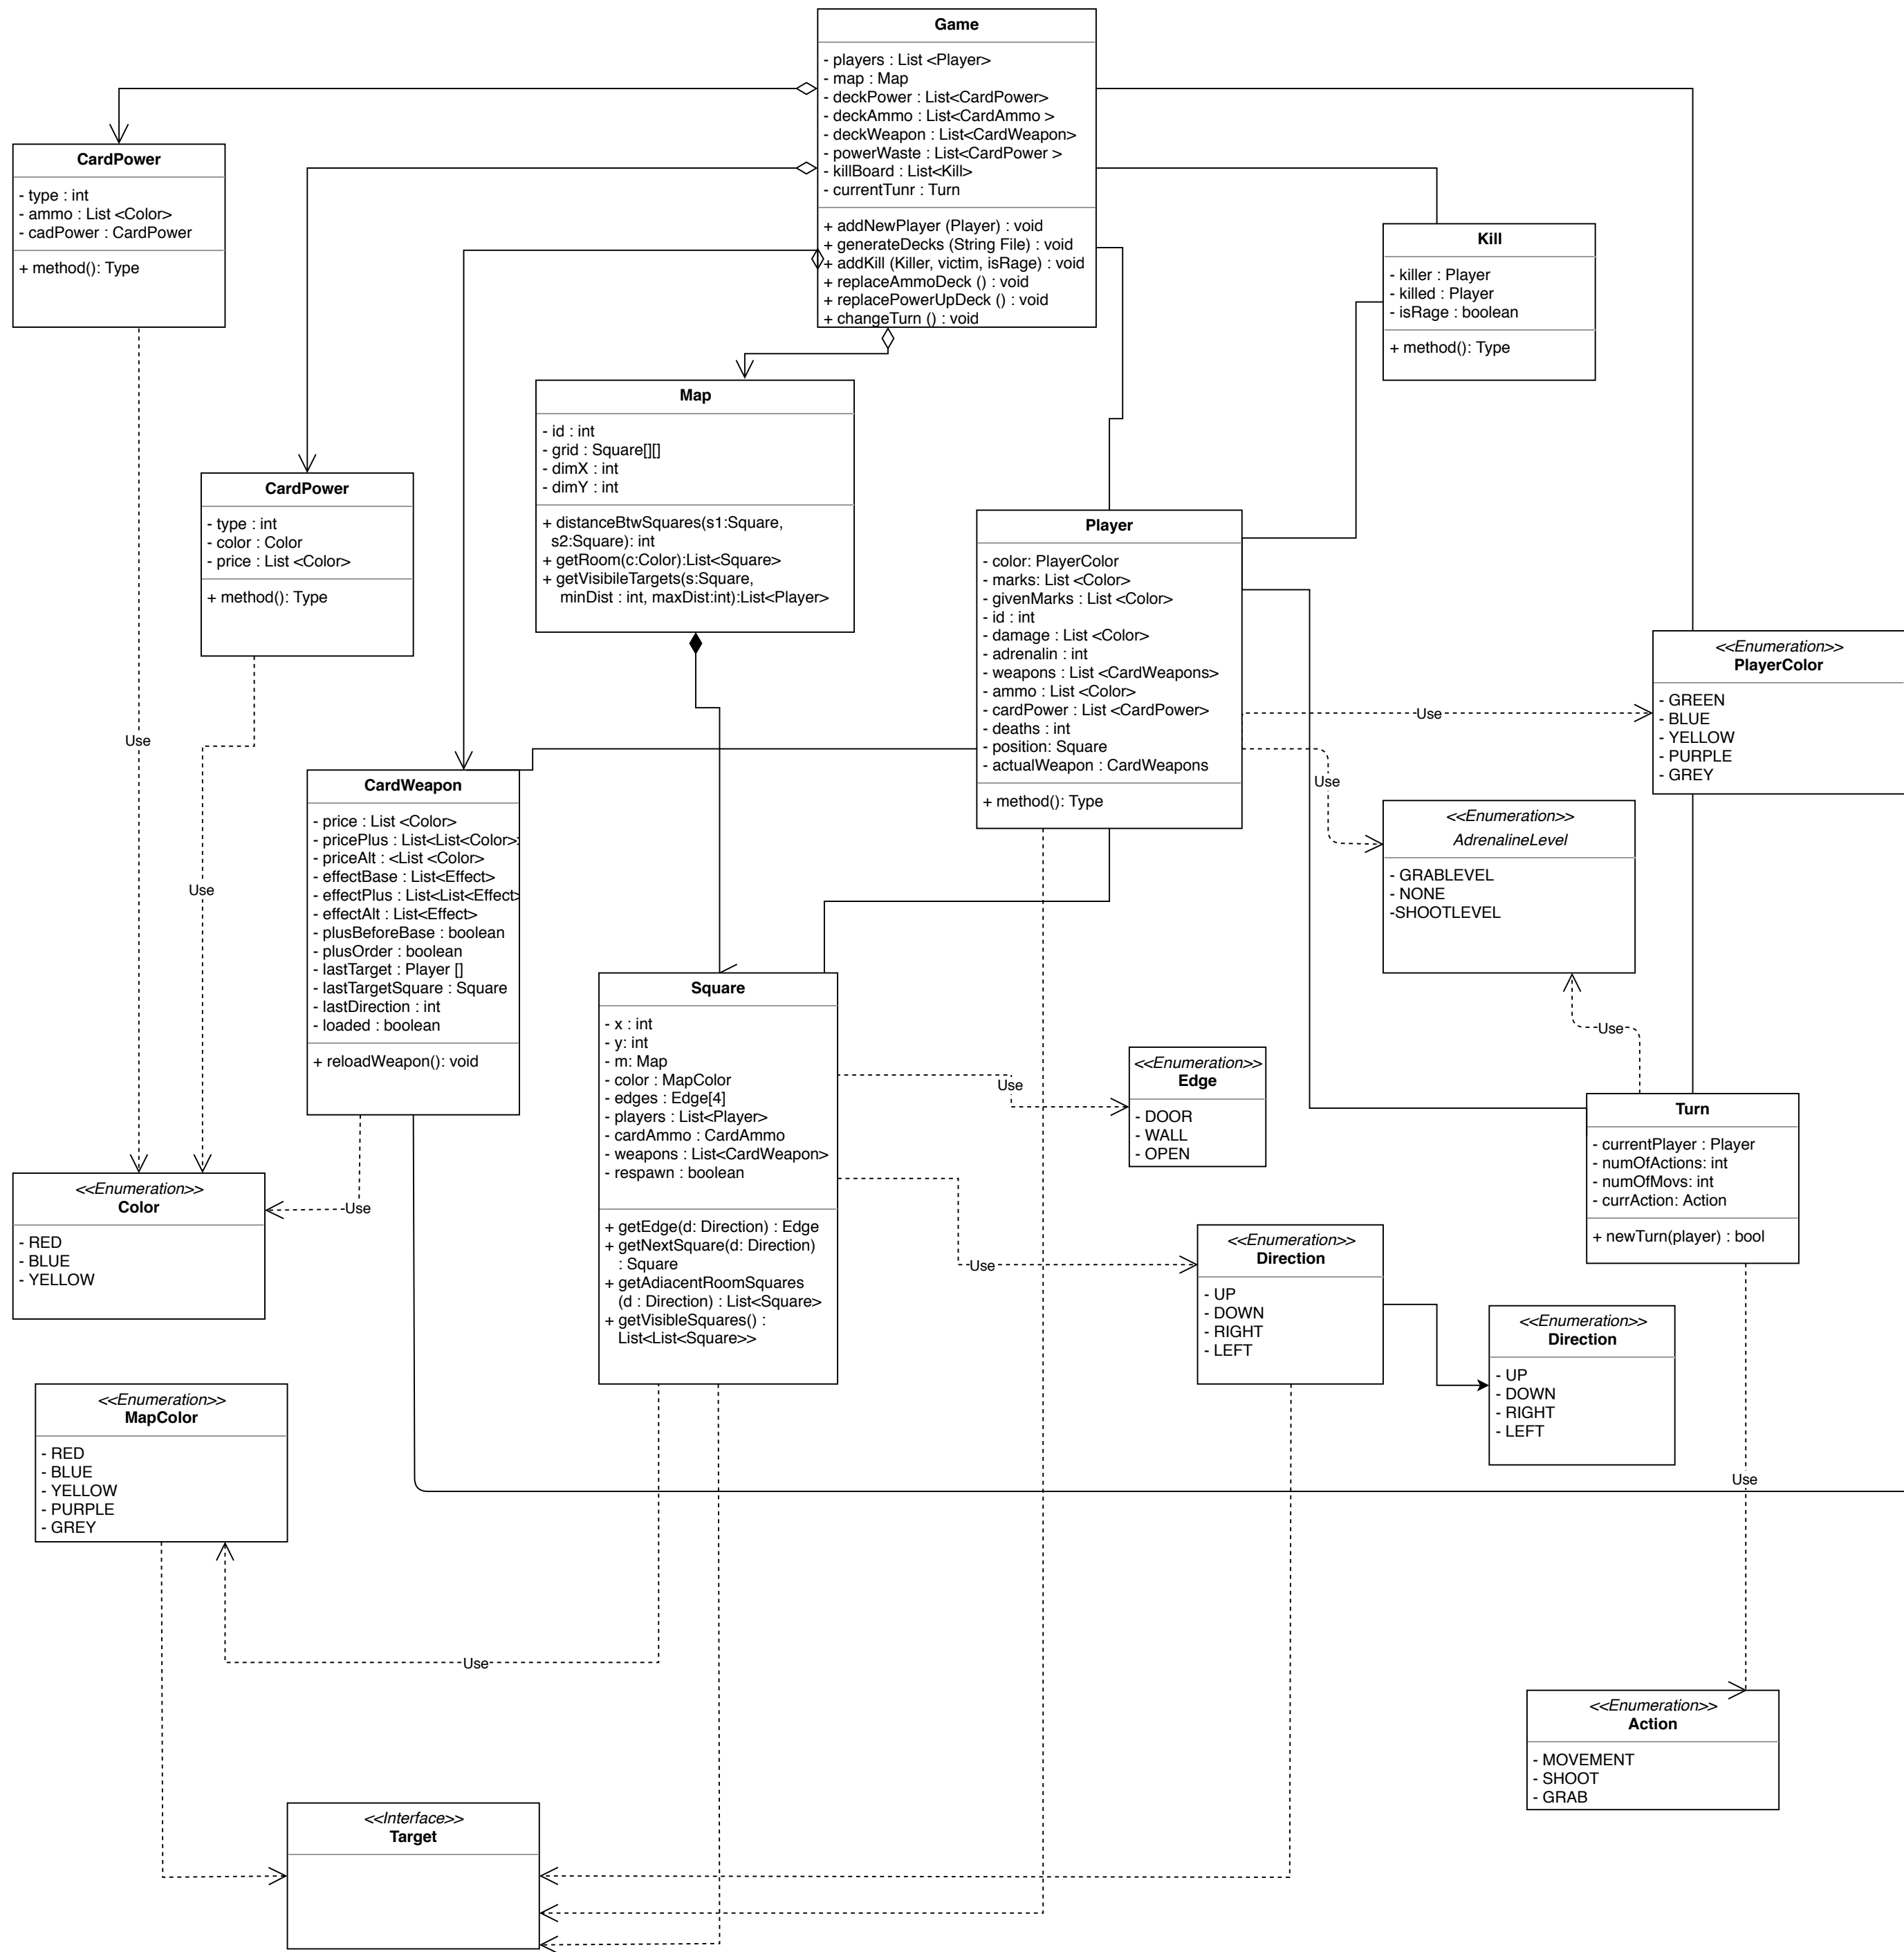 Game
- players : List <Player>
- map : Map
- deckPower : List<CardPower>
- deckAmmo : List<CardAmmo >
- deckWeapon : List<CardWeapon>
- powerWaste : List<CardPower >
- killBoard : List<Kill>
- currentTunr : Turn
+ addNewPlayer (Player) : void
+ generateDecks (String File) : void
+ addKill (Killer, victim, isRage) : void
+ replaceAmmoDeck () : void
+ replacePowerUpDeck () : void
+ changeTurn () : void
CardPower
- type : int
- ammo : List <Color>
- cadPower : CardPower
+ method(): Type
Kill
- killer : Player
- killed : Player
- isRage : boolean
+ method(): Type
Map
- id : int
- grid : Square[][]
- dimX : int
- dimY : int
+ distanceBtwSquares(s1:Square,
s2:Square): int
+ getRoom(c:Color):List<Square>
+ getVisibileTargets(s:Square,
minDist : int, maxDist:int):List<Player>
CardPower
- type : int
- color : Color
- price : List <Color>
+ method(): Type
Player
- color: PlayerColor
- marks: List <Color>
- givenMarks : List <Color>
- id : int
- damage : List <Color>
- adrenalin : int
- weapons : List <CardWeapons>
- ammo : List <Color>
- cardPower : List <CardPower>
- deaths : int
- position: Square
- actualWeapon : CardWeapons
+ method(): Type
<<Enumeration>>
PlayerColor
- GREEN
- BLUE
- YELLOW
- PURPLE
- GREY
Use
Use
Use
Use
CardWeapon
- price : List <Color>
- pricePlus : List<List<Color>>
- priceAlt : <List <Color>
- effectBase : List<Effect>
- effectPlus : List<List<Effect>
- effectAlt : List<Effect>
- plusBeforeBase : boolean
- plusOrder : boolean
- lastTarget : Player []
- lastTargetSquare : Square
- lastDirection : int
- loaded : boolean
+ reloadWeapon(): void
<<Enumeration>>
AdrenalineLevel
- GRABLEVEL
- NONE
-SHOOTLEVEL
Use
Square
- x : int
- y: int
- m: Map
- color : MapColor
- edges : Edge[4]
- players : List<Player>
- cardAmmo : CardAmmo
- weapons : List<CardWeapon>
- respawn : boolean
+ getEdge(d: Direction) : Edge
+ getNextSquare(d: Direction)
: Square
+ getAdiacentRoomSquares
(d : Direction) : List<Square>
+ getVisibleSquares() :
List<List<Square>>
Use
<<Enumeration>>
Edge
- DOOR
- WALL
- OPEN
Turn
- currentPlayer : Player
- numOfActions: int
- numOfMovs: int
- currAction: Action
+ newTurn(player) : bool
<<Enumeration>>
Color
- RED
- BLUE
- YELLOW
Use
Use
<<Enumeration>>
Direction
- UP
- DOWN
- RIGHT
- LEFT
<<Enumeration>>
Direction
- UP
- DOWN
- RIGHT
- LEFT
<<Enumeration>>
MapColor
- RED
- BLUE
- YELLOW
- PURPLE
- GREY
Use
Use
<<Enumeration>>
Action
- MOVEMENT
- SHOOT
- GRAB
<<Interface>>
Target